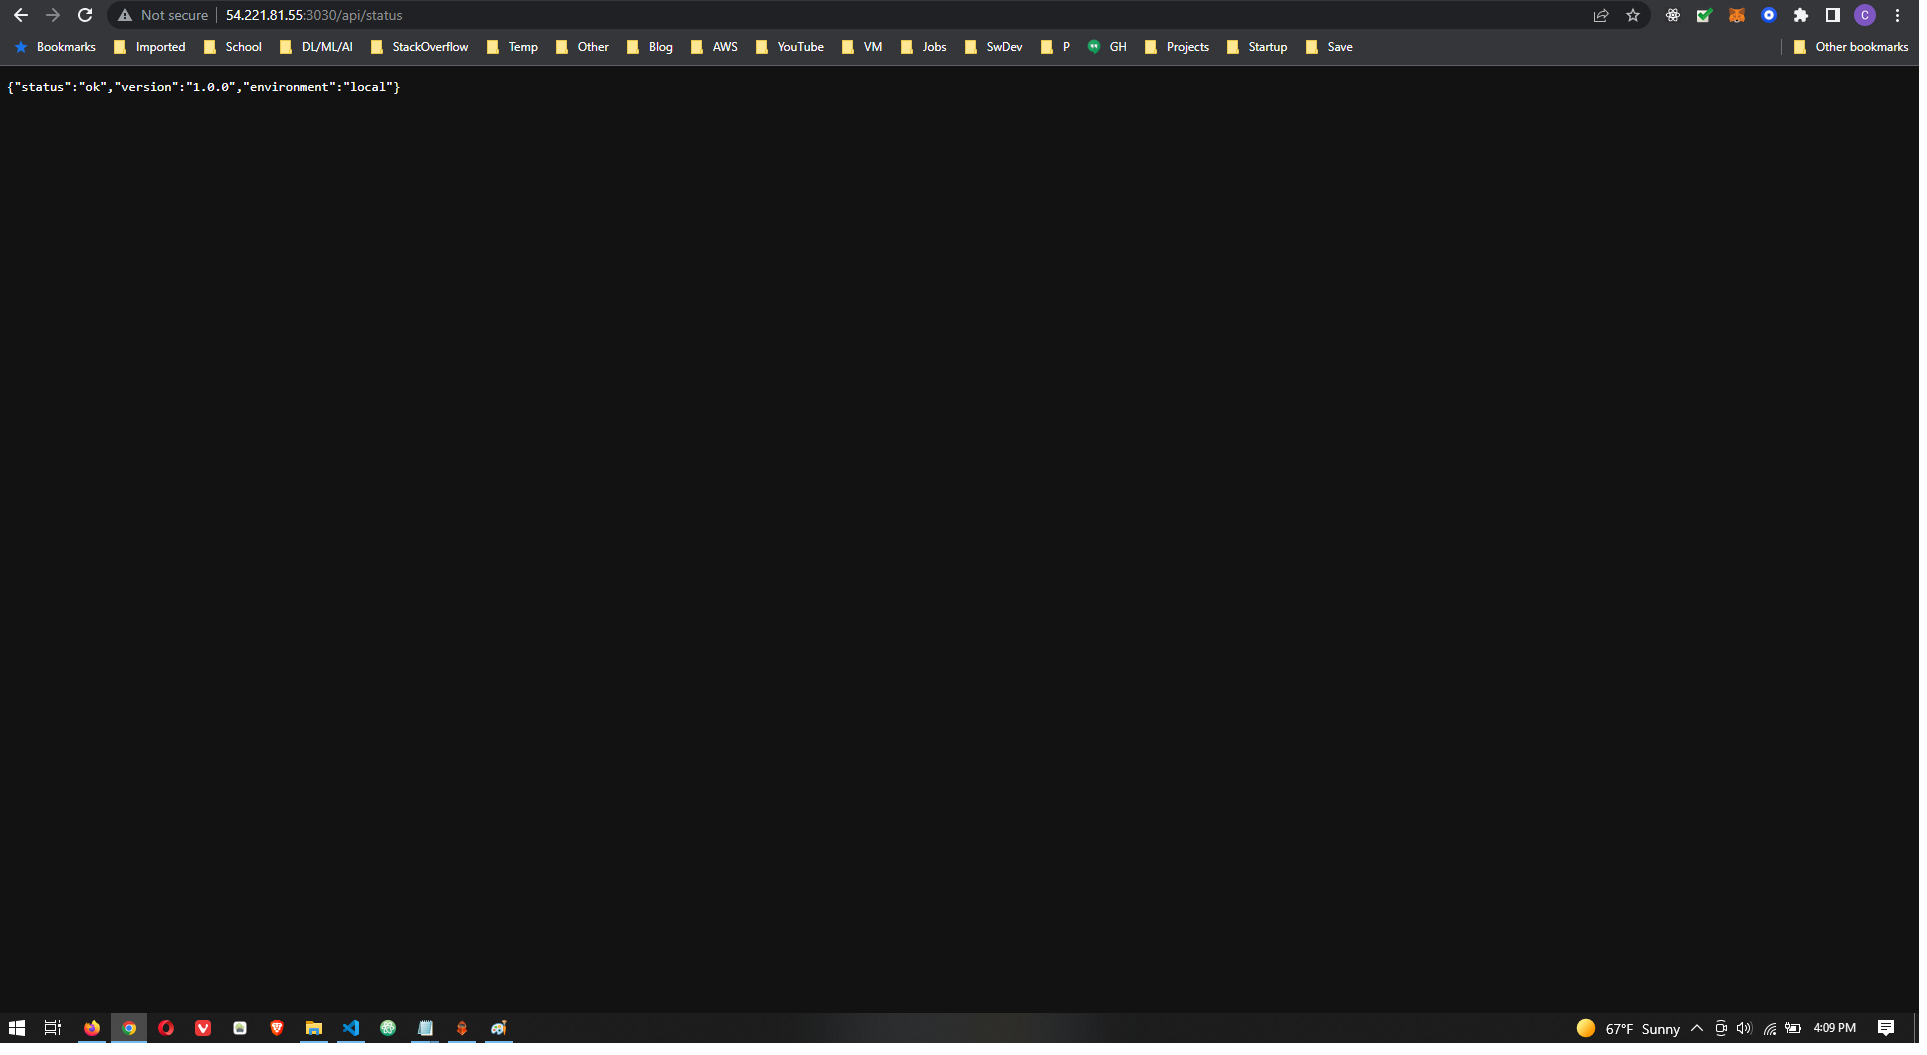 Not secure 54.221.81.55:3030/api/status
Bookmarks Imported School DL/ML/AI StackOverflow Temp Other Blog AWS YouTube VM Jobs SwDev P GH Projects Startup Save Other bookmarks
{"status":"ok","version":"1.0.0","environment":"local"}
67°F Sunny 4:09 PM